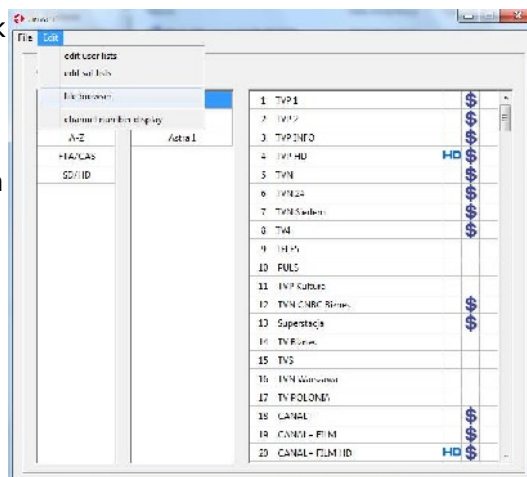 File Edit
edit user lists
edit sat lists
file browser
channel number display
A-Z
FTA/CAS
SD/HD
Astra 1
1 TVP 1 $
2 TVP 2 $
3 TVP INFO $
4 TVP HD HD $
5 TVN $
6 TVN 24 $
7 TVN Siedem $
8 TV4 $
9 TELE5
10 PULS
11 TVP Kultura
12 TVN CNBC Biznes $
13 Superstacja $
14 TV Biznes
15 TVS
16 TVN Warszawa
17 TV POLONIA
18 CANAL+ $
19 CANAL+ FILM $
20 CANAL+ FILM HD HD $